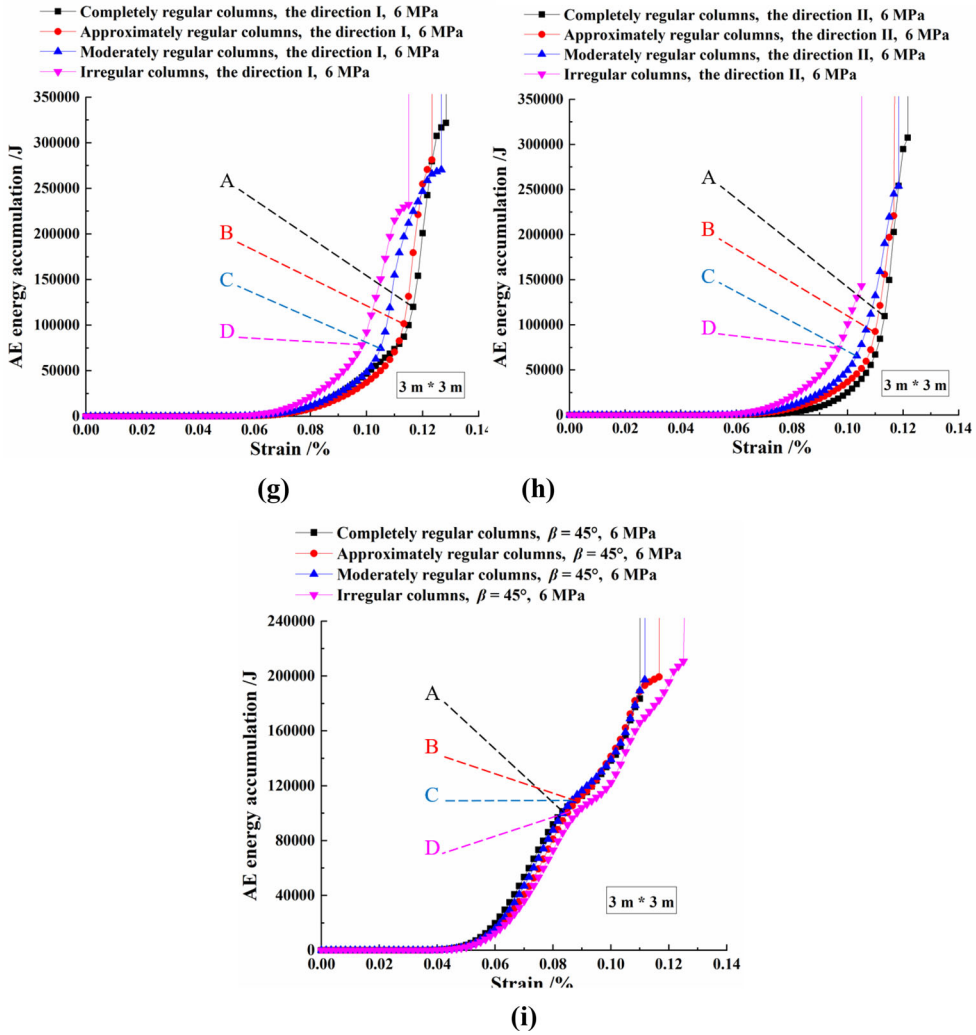 Completely regular columns, the direction I, 6 MPa
Approximately regular columns, the direction I, 6 MPa
Moderately regular columns, the direction I, 6 MPa
Irregular columns, the direction I, 6 MPa
350000
300000
250000
200000
150000
100000
50000
0
AE energy accumulation /J
A
B
C
D
3 m * 3 m
0.00 0.02 0.04 0.06 0.08 0.10 0.12 0.14
Strain /%
(g)
Completely regular columns, the direction II, 6 MPa
Approximately regular columns, the direction II, 6 MPa
Moderately regular columns, the direction II, 6 MPa
Irregular columns, the direction II, 6 MPa
350000
300000
250000
200000
150000
100000
50000
0
AE energy accumulation /J
A
B
C
D
3 m * 3 m
0.00 0.02 0.04 0.06 0.08 0.10 0.12 0.14
Strain /%
(h)
Completely regular columns, β = 45°, 6 MPa
Approximately regular columns, β = 45°, 6 MPa
Moderately regular columns, β = 45°, 6 MPa
Irregular columns, β = 45°, 6 MPa
240000
200000
160000
120000
80000
40000
0
AE energy accumulation /J
A
B
C
D
3 m * 3 m
0.00 0.02 0.04 0.06 0.08 0.10 0.12 0.14
Strain /%
(i)